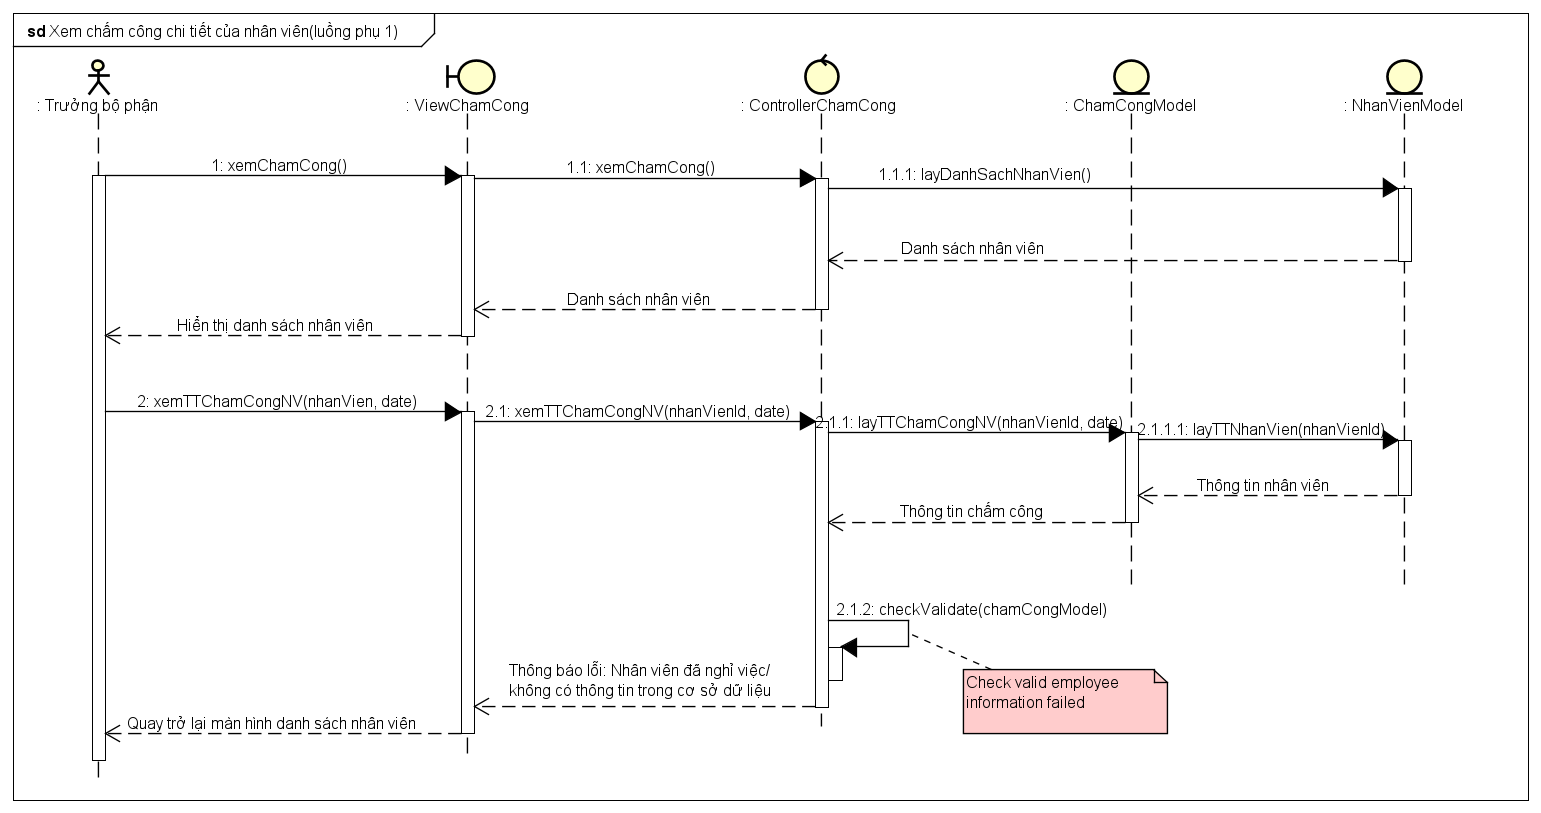 sd Xem chấm công chi tiết của nhân viên(luồng phụ 1)
: Trưởng bộ phận
: ViewChamCong
: ControllerChamCong
: ChamCongModel
: NhanVienModel
1: xemChamCong()
1.1: xemChamCong()
1.1.1: layDanhSachNhanVien()
Danh sách nhân viên
Danh sách nhân viên
Hiển thị danh sách nhân viên
2: xemTTChamCongNV(nhanVien, date)
2.1: xemTTChamCongNV(nhanVienId, date)
2.1.1: layTTChamCongNV(nhanVienId, date)
2.1.1.1: layTTNhanVien(nhanVienId)
Thông tin nhân viên
Thông tin chấm công
2.1.2: checkValidate(chamCongModel)
Thông báo lỗi: Nhân viên đã nghỉ việc/
không có thông tin trong cơ sở dữ liệu
Check valid employee
information failed
Quay trở lại màn hình danh sách nhân viên